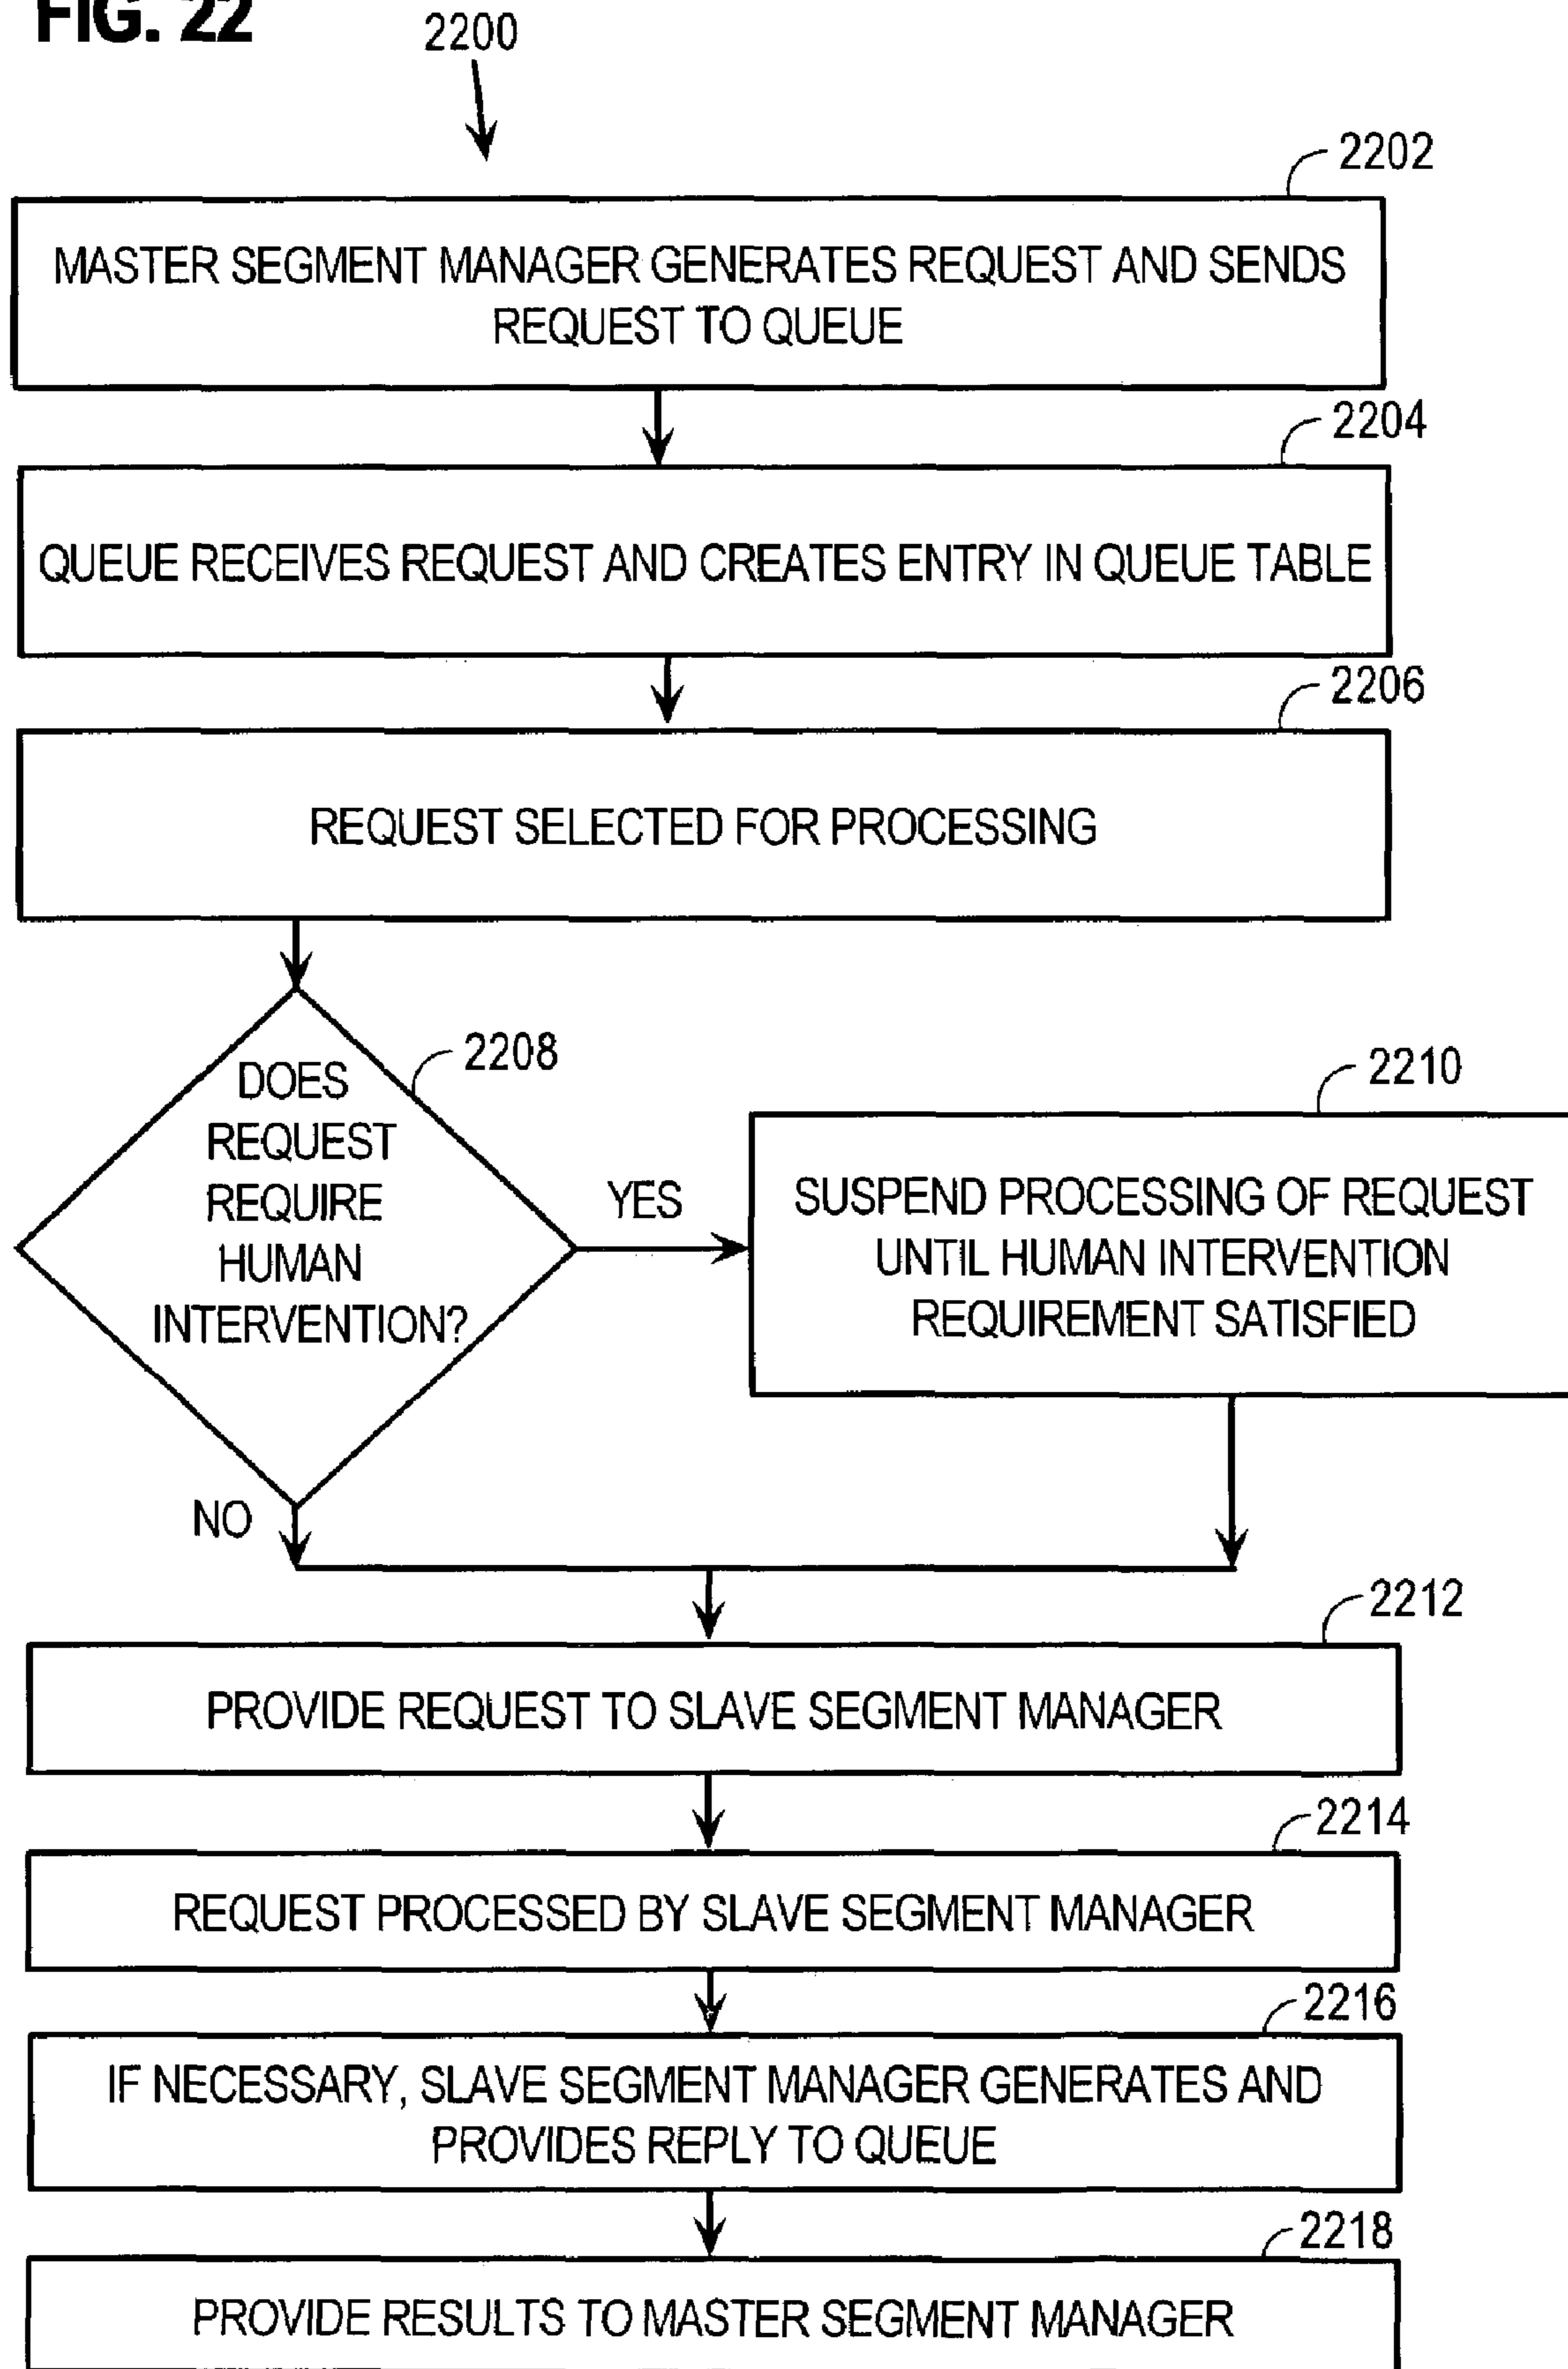 FIG. 22
2200
2202
MASTER SEGMENT MANAGER GENERATES REQUEST AND SENDS
REQUEST TO QUEUE
2204
QUEUE RECEIVES REQUEST AND CREATES ENTRY IN QUEUE TABLE
2206
REQUEST SELECTED FOR PROCESSING
2208
DOES
REQUEST
REQUIRE
HUMAN
INTERVENTION?
YES
2210
SUSPEND PROCESSING OF REQUEST
UNTIL HUMAN INTERVENTION
REQUIREMENT SATISFIED
NO
2212
PROVIDE REQUEST TO SLAVE SEGMENT MANAGER
2214
REQUEST PROCESSED BY SLAVE SEGMENT MANAGER
2216
IF NECESSARY, SLAVE SEGMENT MANAGER GENERATES AND
PROVIDES REPLY TO QUEUE
2218
PROVIDE RESULTS TO MASTER SEGMENT MANAGER